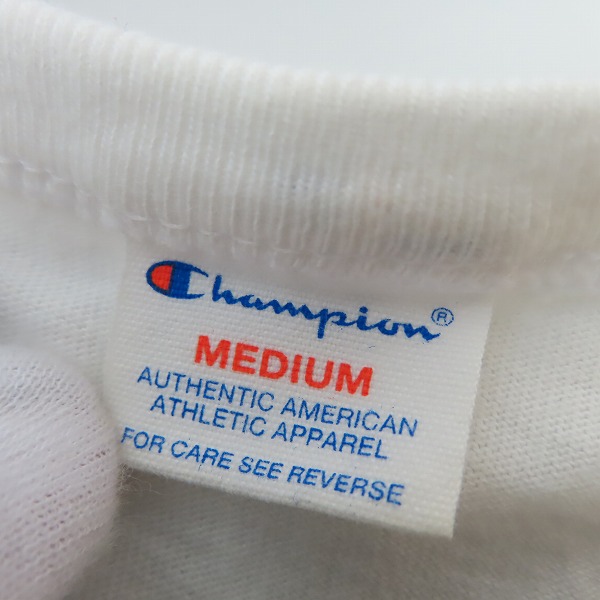 Champion®
MEDIUM
AUTHENTIC AMERICAN
ATHLETIC APPAREL
FOR CARE SEE REVERSE